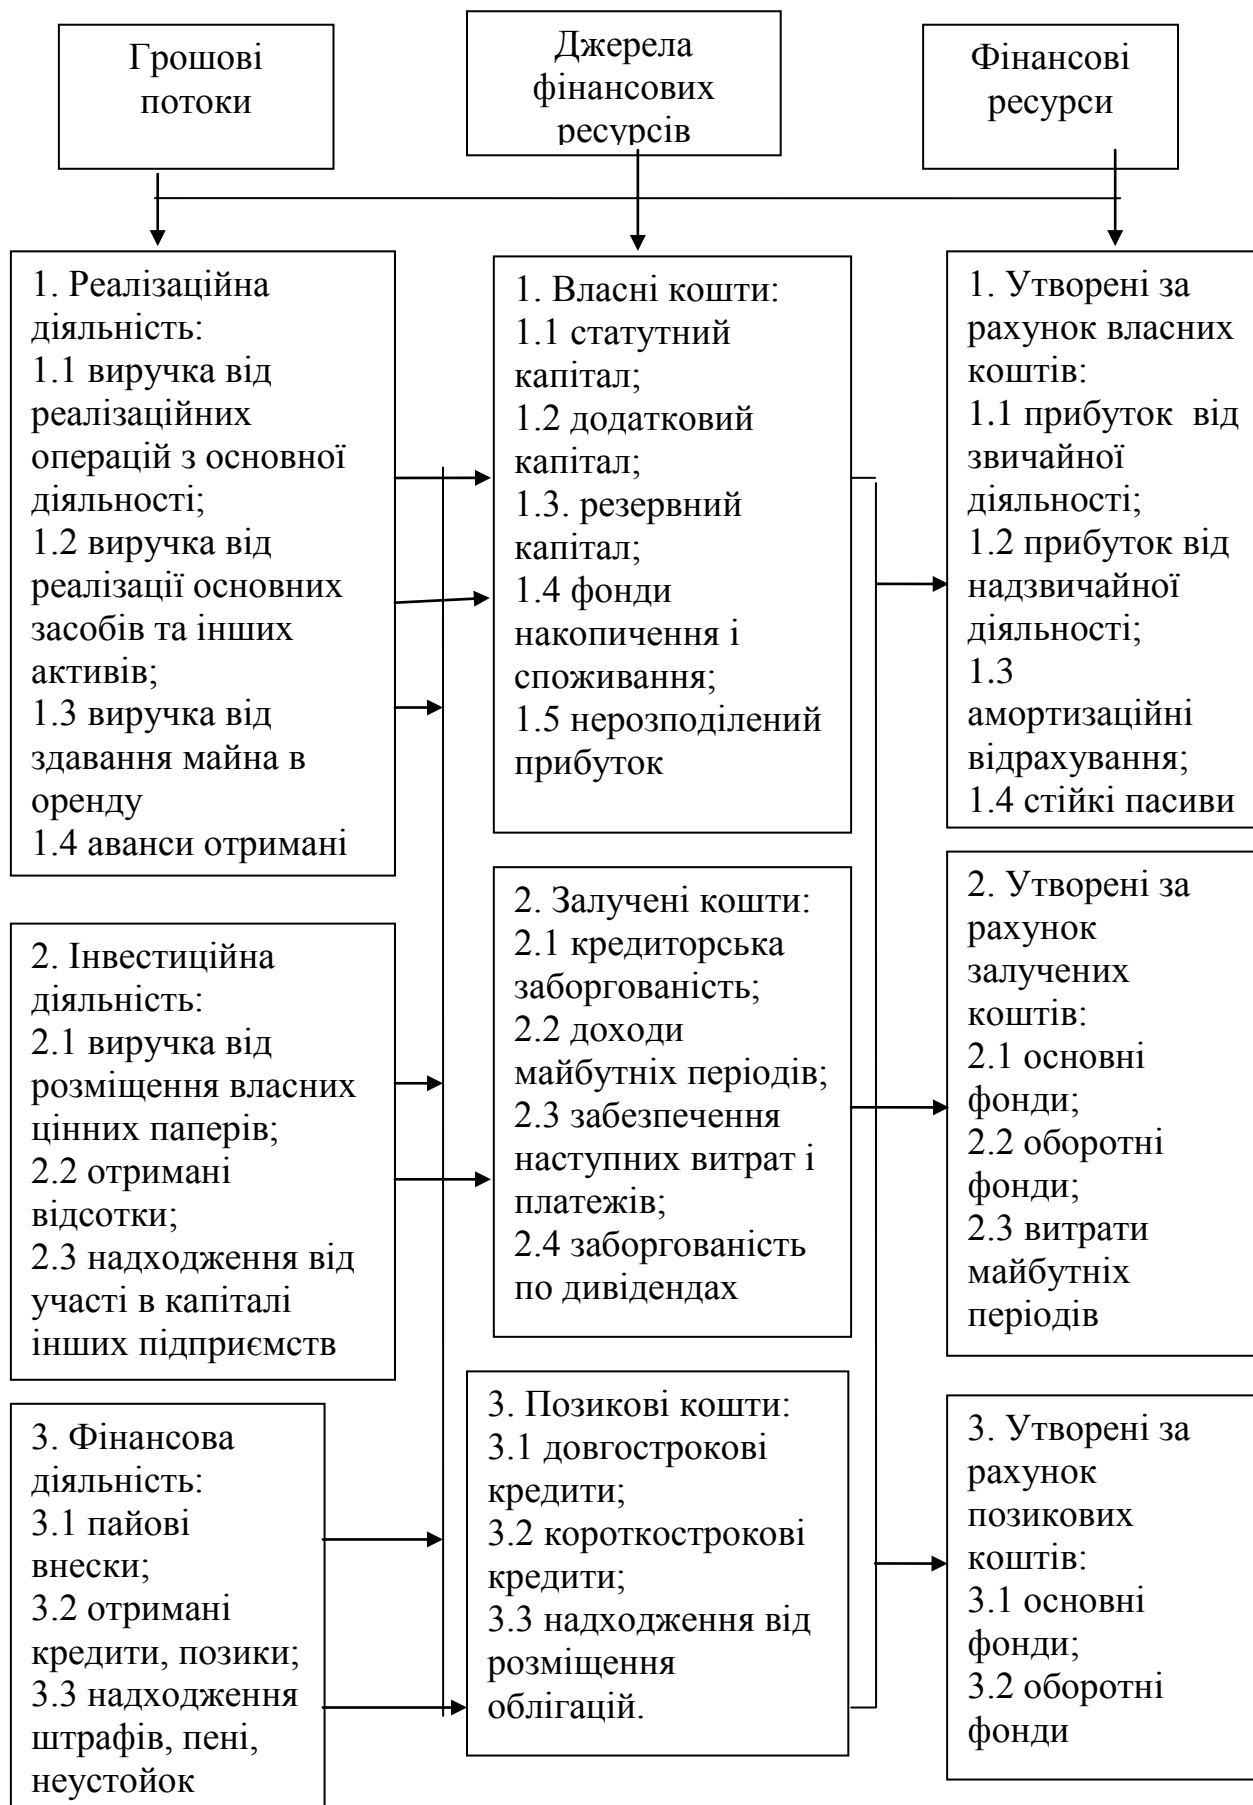 Грошові
потоки
Джерела
фінансових
ресурсів
Фінансові
ресурси
1. Реалізаційна
діяльність:
1.1 виручка від
реалізаційних
операцій з основної
діяльності;
1.2 виручка від
реалізації основних
засобів та інших
активів;
1.3 виручка від
здавання майна в
оренду
1.4 аванси отримані
2. Інвестиційна
діяльність:
2.1 виручка від
розміщення власних
цінних паперів;
2.2 отримані
відсотки;
2.3 надходження від
участі в капіталі
інших підприємств
3. Фінансова
діяльність:
3.1 пайові
внески;
3.2 отримані
кредити, позики;
3.3 надходження
штрафів, пені,
неустойок
1. Власні кошти:
1.1 статутний
капітал;
1.2 додатковий
капітал;
1.3. резервний
капітал;
1.4 фонди
накопичення і
споживання;
1.5 нерозподілений
прибуток
2. Залучені кошти:
2.1 кредиторська
заборгованість;
2.2 доходи
майбутніх періодів;
2.3 забезпечення
наступних витрат і
платежів;
2.4 заборгованість
по дивідендах
3. Позикові кошти:
3.1 довгострокові
кредити;
3.2 короткострокові
кредити;
3.3 надходження від
розміщення
облігацій.
1. Утворені за
рахунок власних
коштів:
1.1 прибуток від
звичайної
діяльності;
1.2 прибуток від
надзвичайної
діяльності;
1.3
амортизаційні
відрахування;
1.4 стійкі пасиви
2. Утворені за
рахунок
залучених
коштів:
2.1 основні
фонди;
2.2 оборотні
фонди;
2.3 витрати
майбутніх
періодів
3. Утворені за
рахунок
позикових
коштів:
3.1 основні
фонди;
3.2 оборотні
фонди